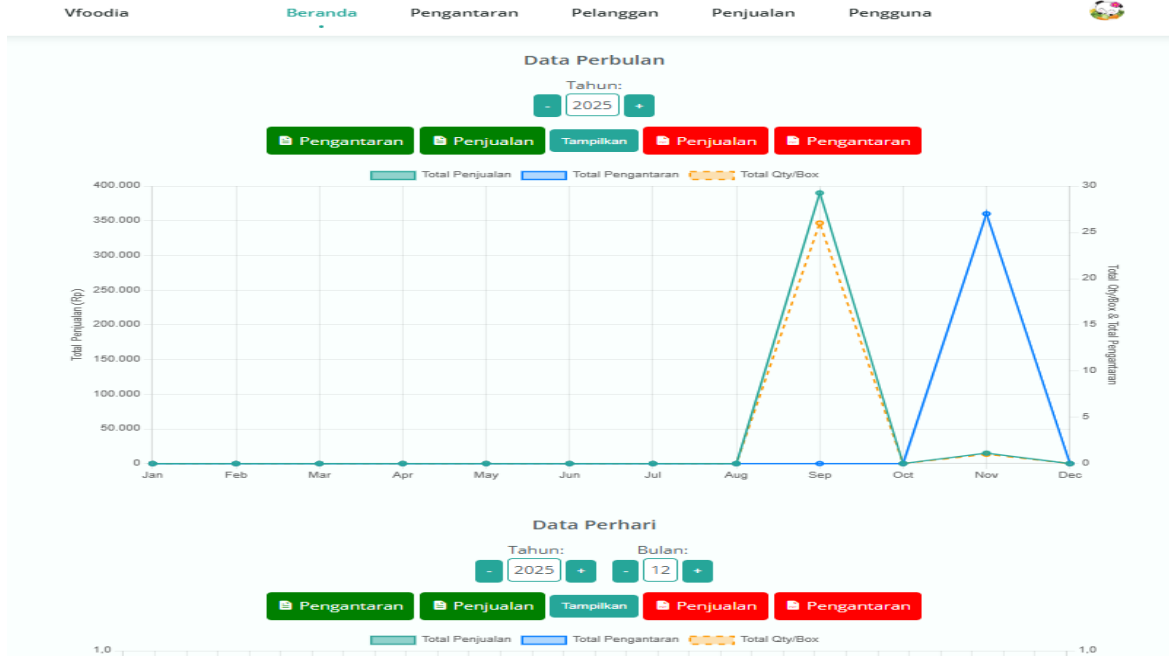 Vfoodia Beranda Pengantaran Pelanggan Penjualan Pengguna
Data Perbulan
Tahun:
- 2025 +
Pengantaran Penjualan Tampilkan Penjualan Pengantaran
Total Penjualan Total Pengantaran Total Qty/Box
400.000
350.000
300.000
250.000
200.000
150.000
100.000
50.000
0
Total Penjualan (Rp)
30
25
20
15
10
5
0
Total Qty/Box & Total Pengantaran
Jan Feb Mar Apr May Jun Jul Aug Sep Oct Nov Dec
Data Perhari
Tahun: Bulan:
- 2025 + - 12 +
Pengantaran Penjualan Tampilkan Penjualan Pengantaran
Total Penjualan Total Pengantaran Total Qty/Box
1,0 1,0